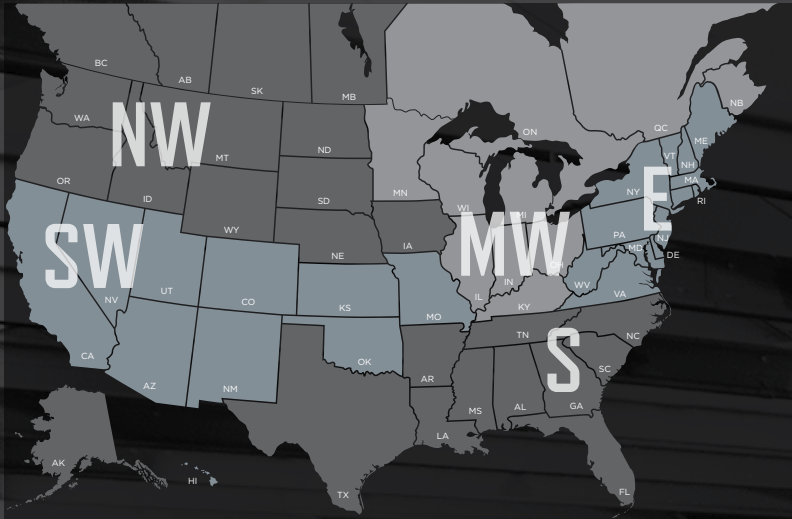 BC
AB
SK
MB
ON
QC
NB
WA
OR
ID
MT
ND
SD
WY
NE
IA
MN
WI
MI
NY
VT
NH
ME
MA
RI
NW
E
SW
MW
S
CA
NV
UT
CO
KS
MO
IL
IN
OH
KY
WV
VA
PA
NJ
MD
DE
AZ
NM
OK
AR
TN
NC
SC
GA
AL
MS
LA
TX
FL
AK
HI